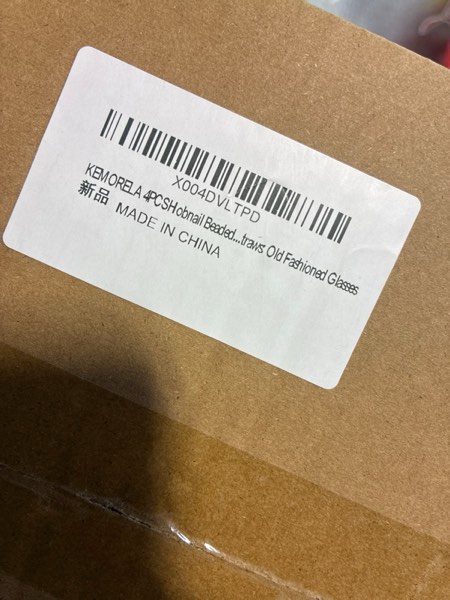 X004DVLTPD
KEMORELA 4PCS Hobnail Beaded...traws Old Fashioned Glasses
新品 MADE IN CHINA